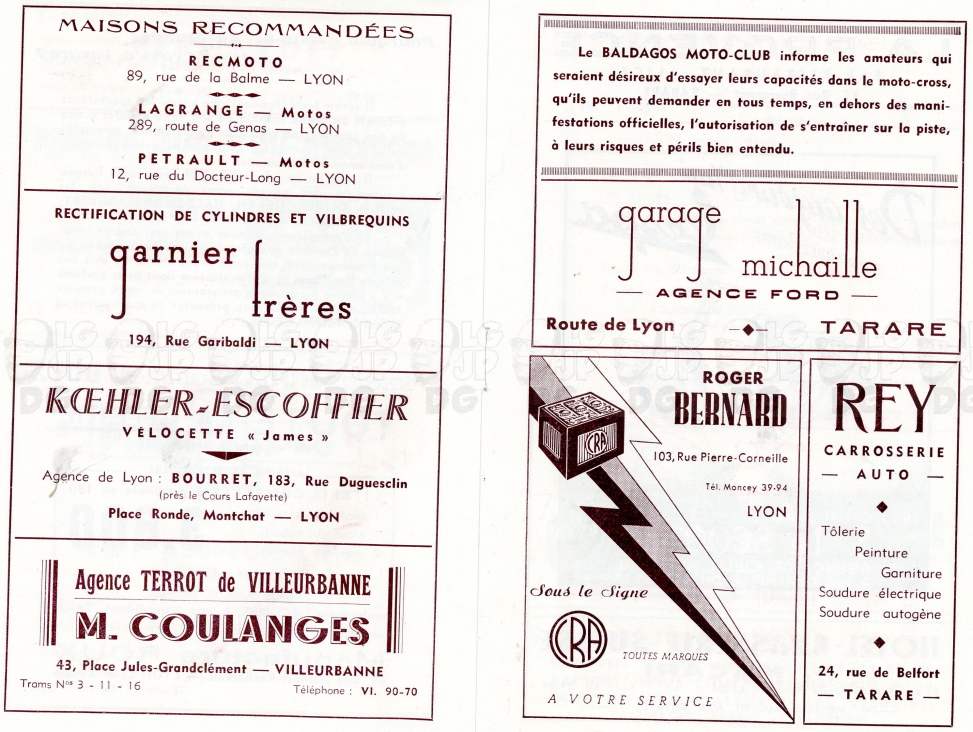 MAISONS RECOMMANDÉES
RECMOTO
89, rue de la Balme — LYON
LAGRANGE — Motos
289, route de Genas — LYON
PETRAULT — Motos
12, rue du Docteur-Long — LYON
RECTIFICATION DE CYLINDRES ET VILBREQUINS
garnier
frères
194, Rue Garibaldi — LYON
KŒHLER-ESCOFFIER
VÉLOCETTE « James »
Agence de Lyon : BOURRET, 183, Rue Duguesclin
(près le Cours Lafayette)
Place Ronde, Montchat — LYON
Agence TERROT de VILLEURBANNE
M. COULANGES
43, Place Jules-Grandclément — VILLEURBANNE
Trams Nos 3 - 11 - 16
Téléphone : VI. 90-70
Le BALDAGOS MOTO-CLUB informe les amateurs qui
seraient désireux d'essayer leurs capacités dans le moto-cross,
qu'ils peuvent demander en tous temps, en dehors des mani-
festations officielles, l'autorisation de s'entraîner sur la piste,
à leurs risques et périls bien entendu.
garage
michaille
— AGENCE FORD —
Route de Lyon — TARARE
ROGER
BERNARD
103, Rue Pierre-Corneille
Tél. Moncey 39-94
LYON
CRA
Sous le Signe
CRA
TOUTES MARQUES
A VOTRE SERVICE
REY
CARROSSERIE
— AUTO —
Tôlerie
Peinture
Garniture
Soudure électrique
Soudure autogène
24, rue de Belfort
— TARARE —